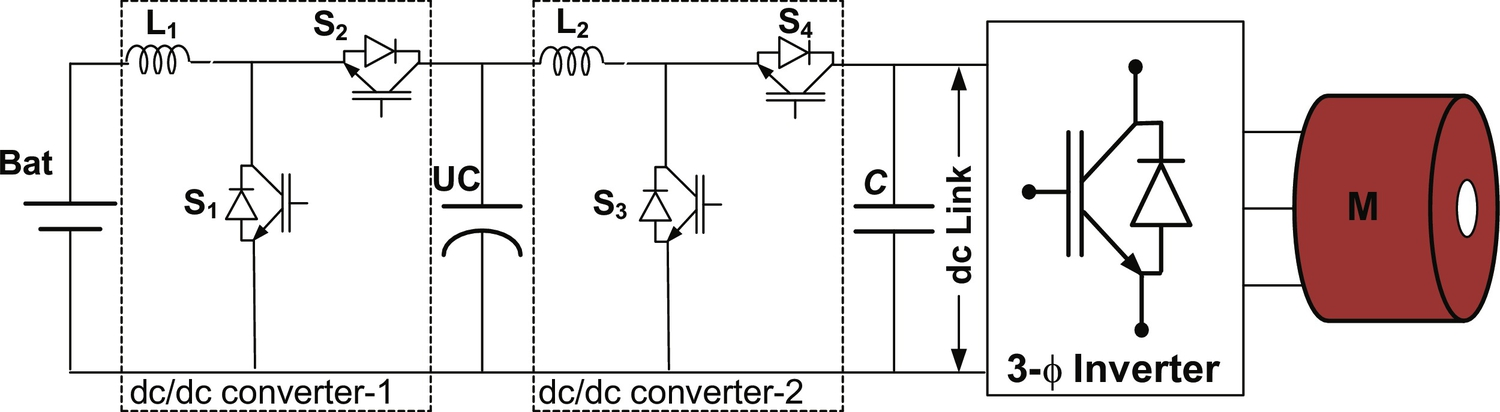 L₁
S₂
L₂
S₄
Bat
S₁
UC
S₃
C
dc Link
M
3-ϕ Inverter
dc/dc converter-1
dc/dc converter-2